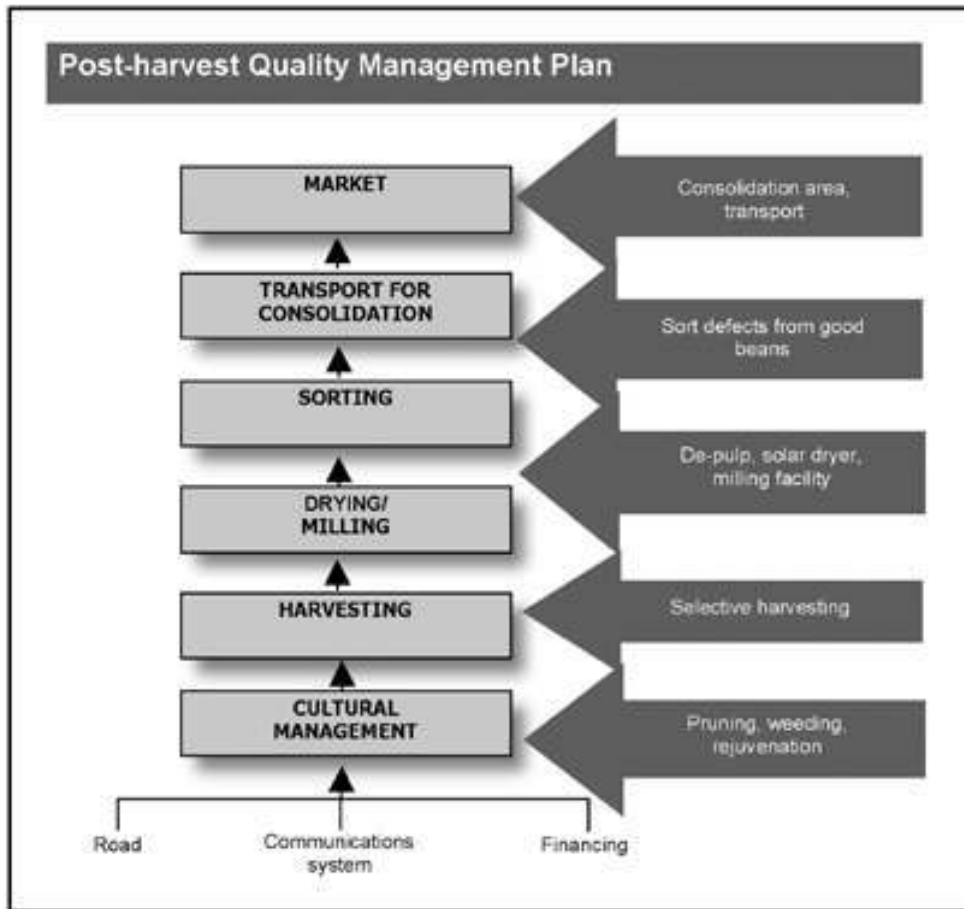 Post-harvest Quality Management Plan
MARKET
Consolidation area,
transport
TRANSPORT FOR
CONSOLIDATION
Sort defects from good
beans
SORTING
De-pulp, solar dryer,
milling facility
DRYING/
MILLING
HARVESTING
Selective harvesting
CULTURAL
MANAGEMENT
Pruning, weeding,
rejuvenation
Road
Communications
system
Financing